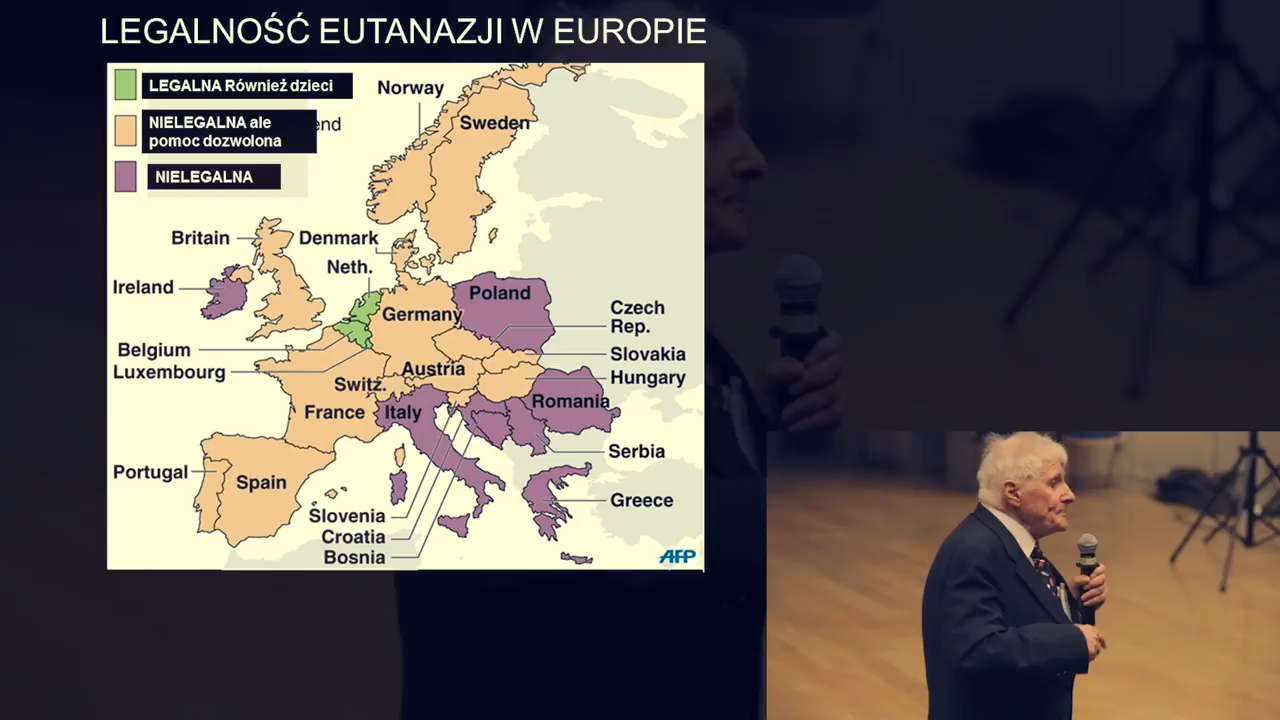 LEGALNOŚĆ EUTANAZJI W EUROPIE
LEGALNA Również dzieci
NIELEGALNA ale
pomoc dozwolona
end
NIELEGALNA
Norway
Sweden
Britain
Denmark
Neth.
Ireland
Poland
Germany
Czech
Rep.
Belgium
Luxembourg
Slovakia
Austria
Hungary
Switz.
France
Italy
Romania
Serbia
Portugal
Spain
Greece
Slovenia
Croatia
Bosnia
AFP